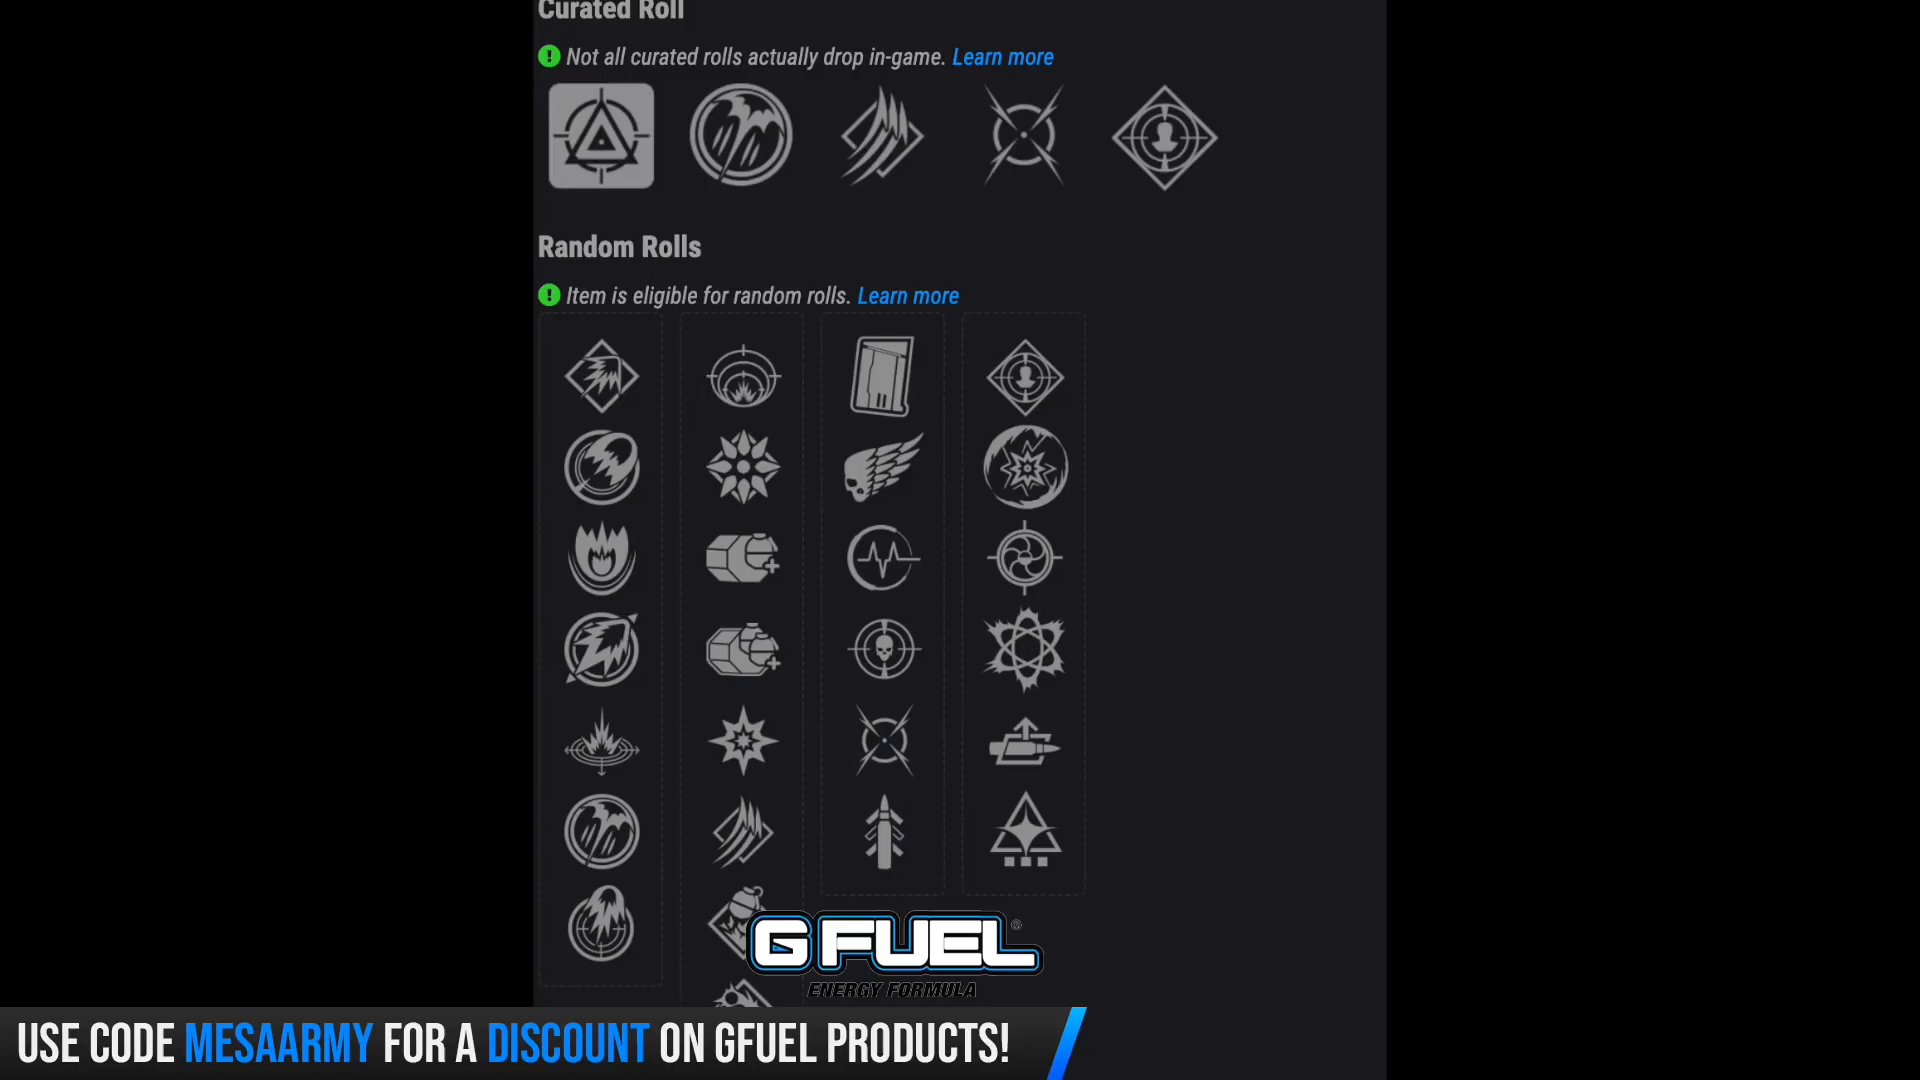 Curated Roll
Not all curated rolls actually drop in-game. Learn more
Random Rolls
Item is eligible for random rolls. Learn more
G FUEL
ENERGY FORMULA
USE CODE MESAARMY FOR A DISCOUNT ON GFUEL PRODUCTS!